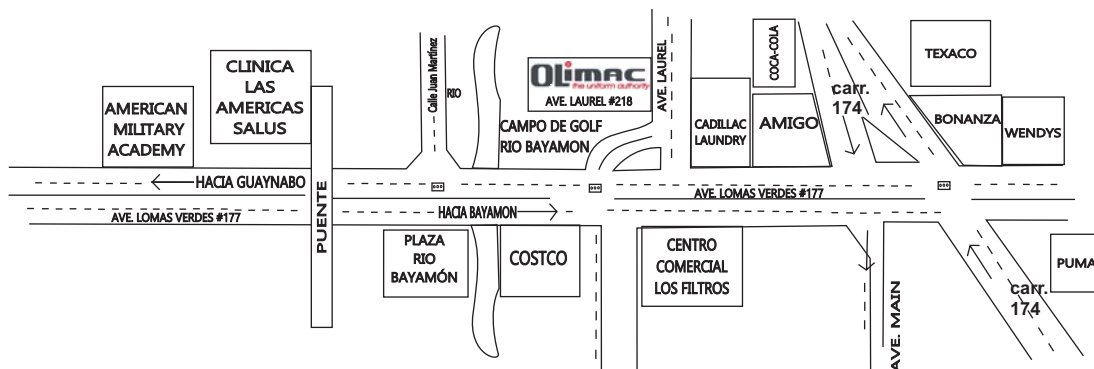 AMERICAN
MILITARY
ACADEMY
CLINICA
LAS
AMERICAS
SALUS
PUENTE
Calle Juan Martínez
RIO
OLiMAC
the uniform authority
AVE. LAUREL #218
CAMPO DE GOLF
RIO BAYAMON
AVE. LAUREL
CADILLAC
LAUNDRY
COCA-COLA
AMIGO
carr.
174
TEXACO
BONANZA
WENDYS
HACIA GUAYNABO
AVE. LOMAS VERDES #177
HACIA BAYAMON
AVE. LOMAS VERDES #177
PLAZA
RIO
BAYAMÓN
COSTCO
CENTRO
COMERCIAL
LOS FILTROS
AVE. MAIN
carr.
174
PUMA